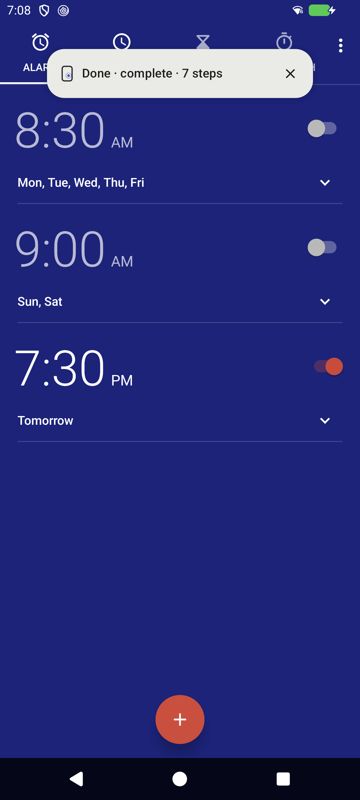 7:08
ALAR
H
Done · complete · 7 steps
8:30 AM
Mon, Tue, Wed, Thu, Fri
9:00 AM
Sun, Sat
7:30 PM
Tomorrow